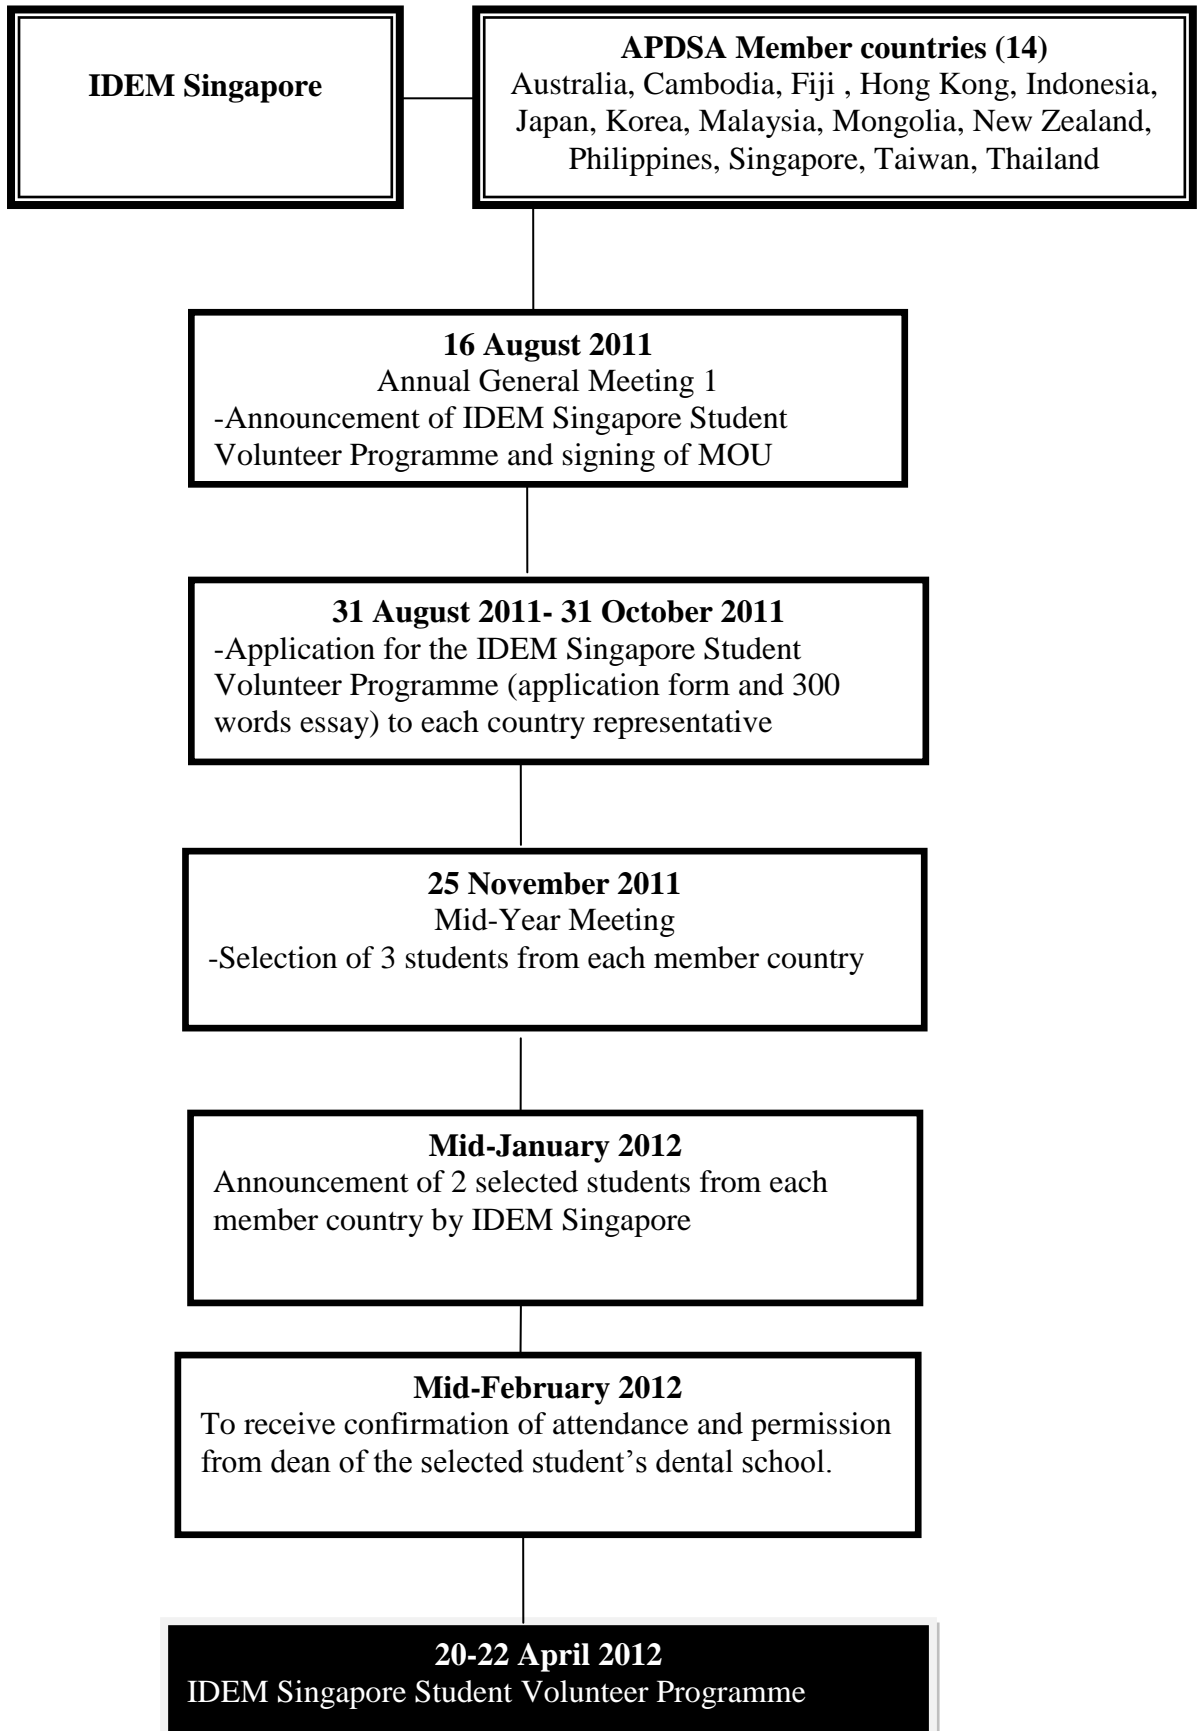 IDEM Singapore
APDSA Member countries (14)
Australia, Cambodia, Fiji , Hong Kong, Indonesia,
Japan, Korea, Malaysia, Mongolia, New Zealand,
Philippines, Singapore, Taiwan, Thailand
16 August 2011
Annual General Meeting 1
-Announcement of IDEM Singapore Student
Volunteer Programme and signing of MOU
31 August 2011- 31 October 2011
-Application for the IDEM Singapore Student
Volunteer Programme (application form and 300
words essay) to each country representative
25 November 2011
Mid-Year Meeting
-Selection of 3 students from each member country
Mid-January 2012
Announcement of 2 selected students from each
member country by IDEM Singapore
Mid-February 2012
To receive confirmation of attendance and permission
from dean of the selected student’s dental school.
20-22 April 2012
IDEM Singapore Student Volunteer Programme